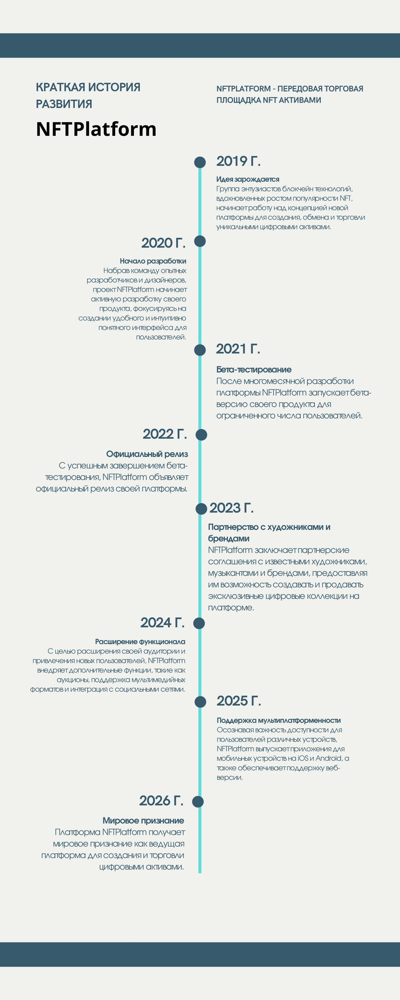 КРАТКАЯ ИСТОРИЯ
РАЗВИТИЯ
NFTPlatform
NFTPLATFORM - ПЕРЕДОВАЯ ТОРГОВАЯ
ПЛОЩАДКА NFT АКТИВАМИ
2019 Г.
Идея зарождается
Группа энтузиастов блокчейн технологий,
вдохновленных ростом популярности NFT,
начинает работу над концепцией новой
платформы для создания, обмена и торговли
уникальными цифровыми активами.
2020 Г.
Начало разработки
Набрав команду опытных
разработчиков и дизайнеров,
проект NFTPlatform начинает
активную разработку своего
продукта, фокусируясь на
создании удобного и интуитивно
понятного интерфейса для
пользователей.
2021 Г.
Бета-тестирование
После многомесячной разработки
платформы NFTPlatform запускает бета-
версию своего продукта для
ограниченного числа пользователей.
2022 Г.
Официальный релиз
С успешным завершением бета-
тестирования, NFTPlatform объявляет
официальный релиз своей платформы.
2023 Г.
Партнерство с художниками и
брендами
NFTPlatform заключает партнерские
соглашения с известными художниками,
музыкантами и брендами, предоставляя
им возможность создавать и продавать
эксклюзивные цифровые коллекции на
платформе.
2024 Г.
Расширение функционала
С целью расширения своей аудитории и
привлечения новых пользователей, NFTPlatform
внедряет дополнительные функции, такие как
аукционы, поддержка мультимедийных
форматов и интеграция с социальными сетями.
2025 Г.
Поддержка мультиплатформенности
Осознавая важность доступности для
пользователей различных устройств,
NFTPlatform выпускает приложения для
мобильных устройств на iOS и Android, а
также обеспечивает поддержку веб-
версии.
2026 Г.
Мировое признание
Платформа NFTPlatform получает
мировое признание как ведущая
платформа для создания и торговли
цифровыми активами.